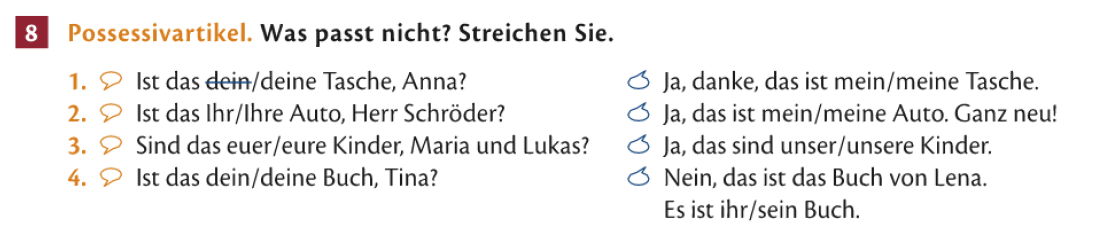 8 Possessivartikel. Was passt nicht? Streichen Sie.
1. Ist das dein/deine Tasche, Anna? Ja, danke, das ist mein/meine Tasche.
2. Ist das Ihr/Ihre Auto, Herr Schröder? Ja, das ist mein/meine Auto. Ganz neu!
3. Sind das euer/eure Kinder, Maria und Lukas? Ja, das sind unser/unsere Kinder.
4. Ist das dein/deine Buch, Tina? Nein, das ist das Buch von Lena.
Es ist ihr/sein Buch.